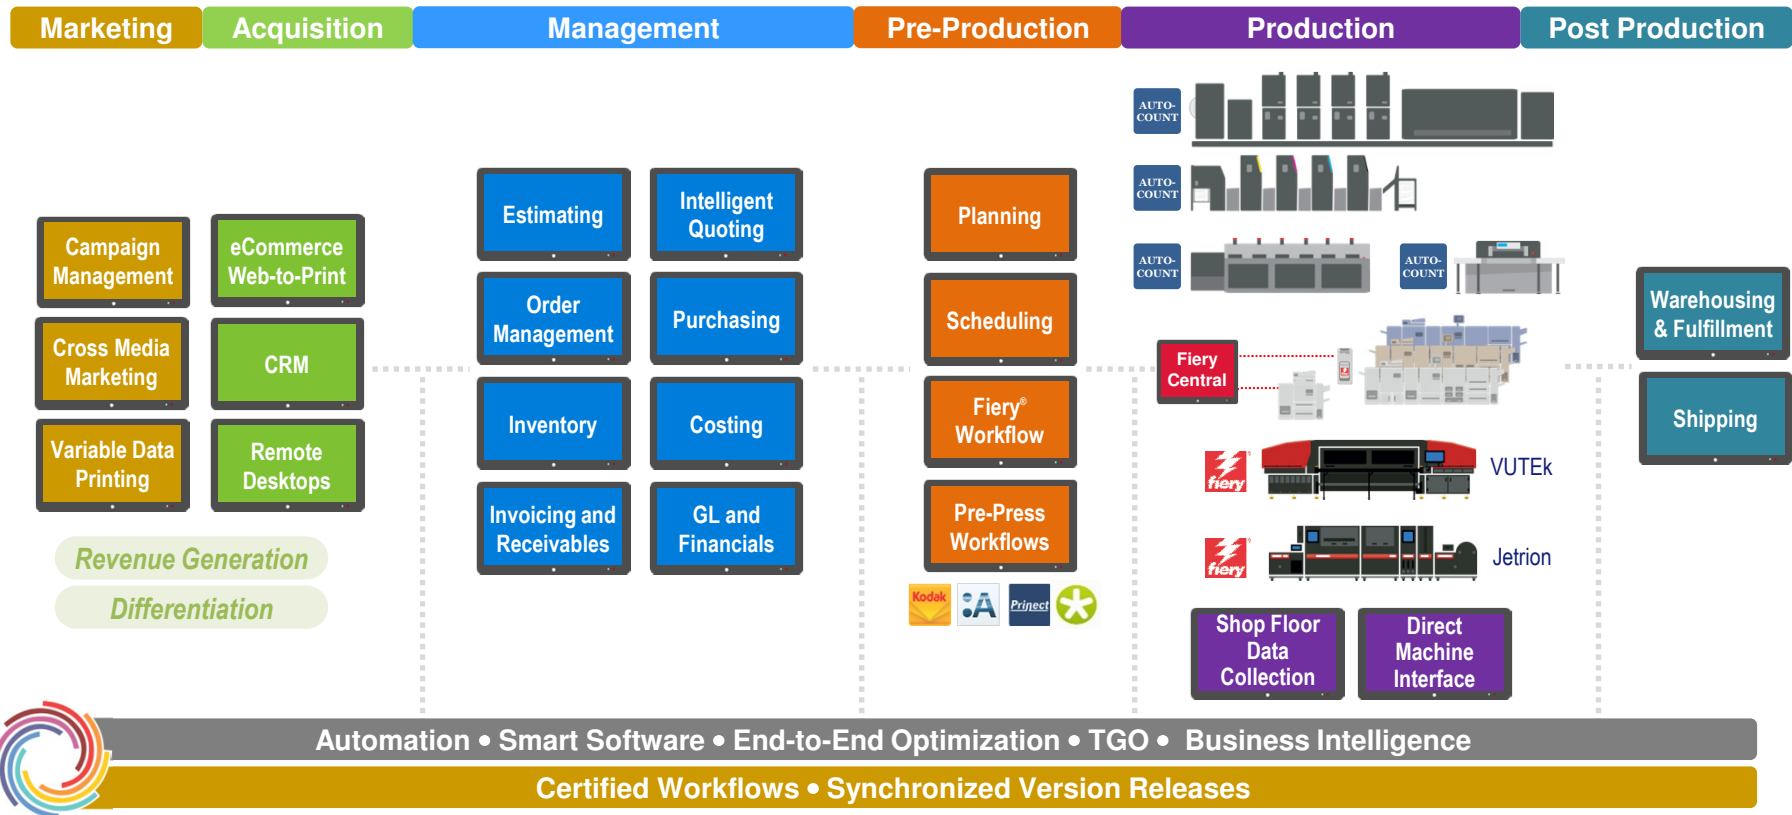 Marketing
Acquisition
Management
Pre-Production
Production
Post Production
Campaign
Management
Cross Media
Marketing
Variable Data
Printing
eCommerce
Web-to-Print
CRM
Remote
Desktops
Revenue Generation
Differentiation
Estimating
Intelligent
Quoting
Order
Management
Purchasing
Inventory
Costing
Invoicing and
Receivables
GL and
Financials
Planning
Scheduling
Fiery®
Workflow
Pre-Press
Workflows
Kodak
:A
Prinect
AUTO-
COUNT
AUTO-
COUNT
AUTO-
COUNT
AUTO-
COUNT
Fiery
Central
fiery®
VUTEk
fiery®
Jetrion
Shop Floor
Data
Collection
Direct
Machine
Interface
Warehousing
& Fulfillment
Shipping
Automation • Smart Software • End-to-End Optimization • TGO • Business Intelligence
Certified Workflows • Synchronized Version Releases